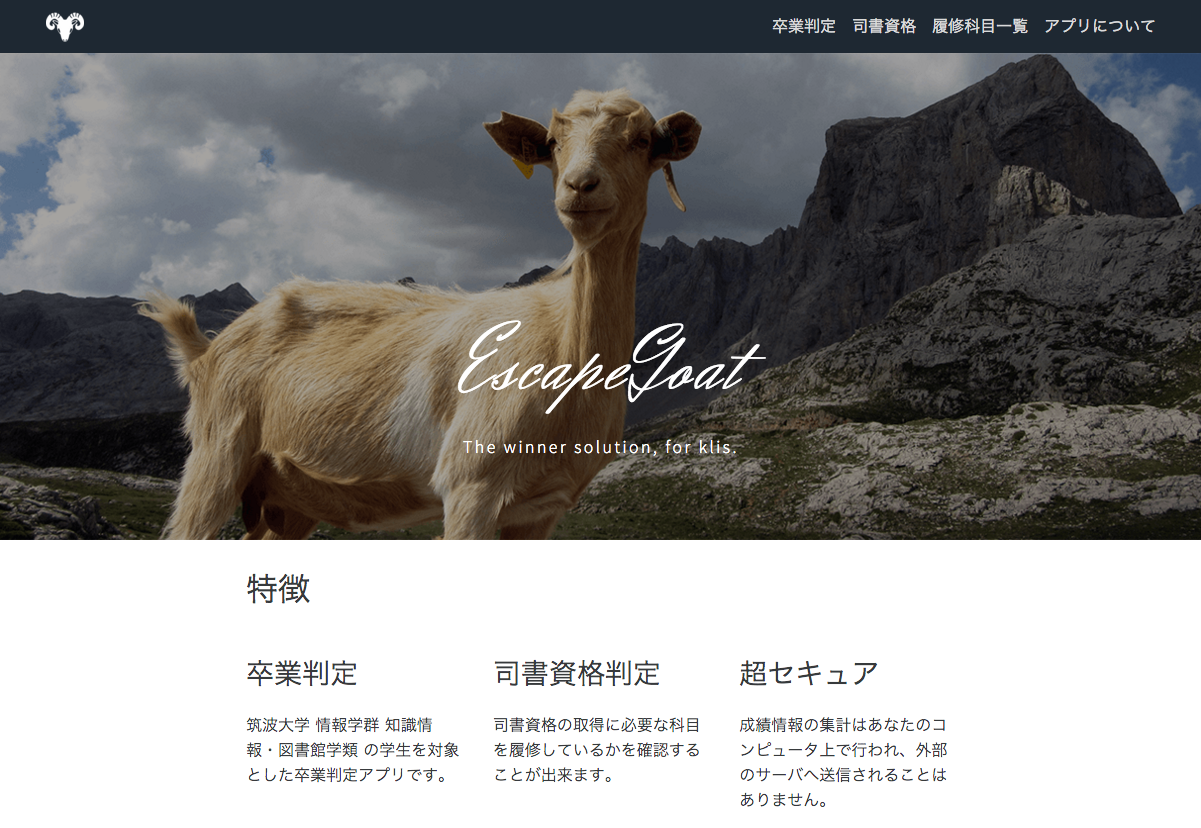 卒業判定 司書資格 履修科目一覧 アプリについて
EscapeGoat
The winner solution, for klis.
特徴
卒業判定
筑波大学 情報学群 知識情
報・図書館学類 の学生を対象
とした卒業判定アプリです。
司書資格判定
司書資格の取得に必要な科目
を履修しているかを確認する
ことが出来ます。
超セキュア
成績情報の集計はあなたのコ
ンピュータ上で行われ、外部
のサーバへ送信されることは
ありません。